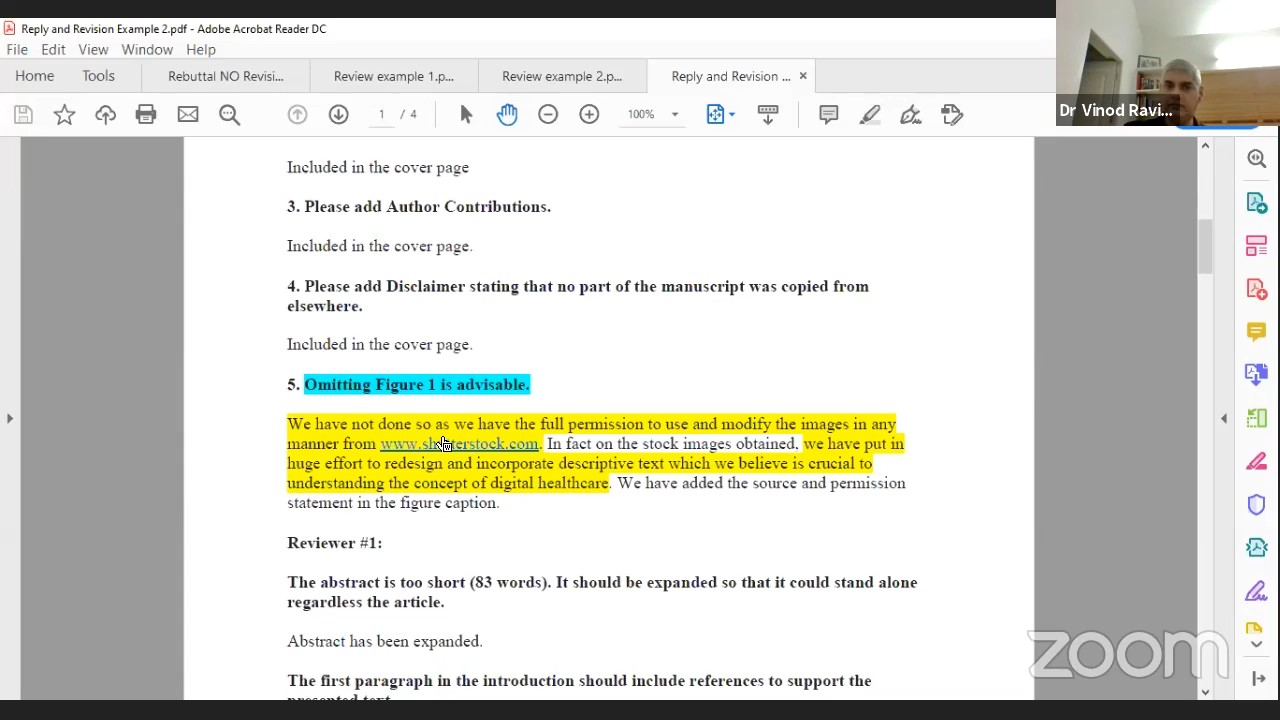 Reply and Revision Example 2.pdf - Adobe Acrobat Reader DC
File Edit View Window Help
Home Tools Rebuttal NO Revisi... Review example 1.p... Review example 2.p... Reply and Revision ... ×
1 / 4 100%
Dr Vinod Ravi...
Included in the cover page
3. Please add Author Contributions.
Included in the cover page.
4. Please add Disclaimer stating that no part of the manuscript was copied from
elsewhere.
Included in the cover page.
5. Omitting Figure 1 is advisable.
We have not done so as we have the full permission to use and modify the images in any
manner from www.shutterstock.com. In fact on the stock images obtained, we have put in
huge effort to redesign and incorporate descriptive text which we believe is crucial to
understanding the concept of digital healthcare. We have added the source and permission
statement in the figure caption.
Reviewer #1:
The abstract is too short (83 words). It should be expanded so that it could stand alone
regardless the article.
Abstract has been expanded.
The first paragraph in the introduction should include references to support the
presented text.
zoom